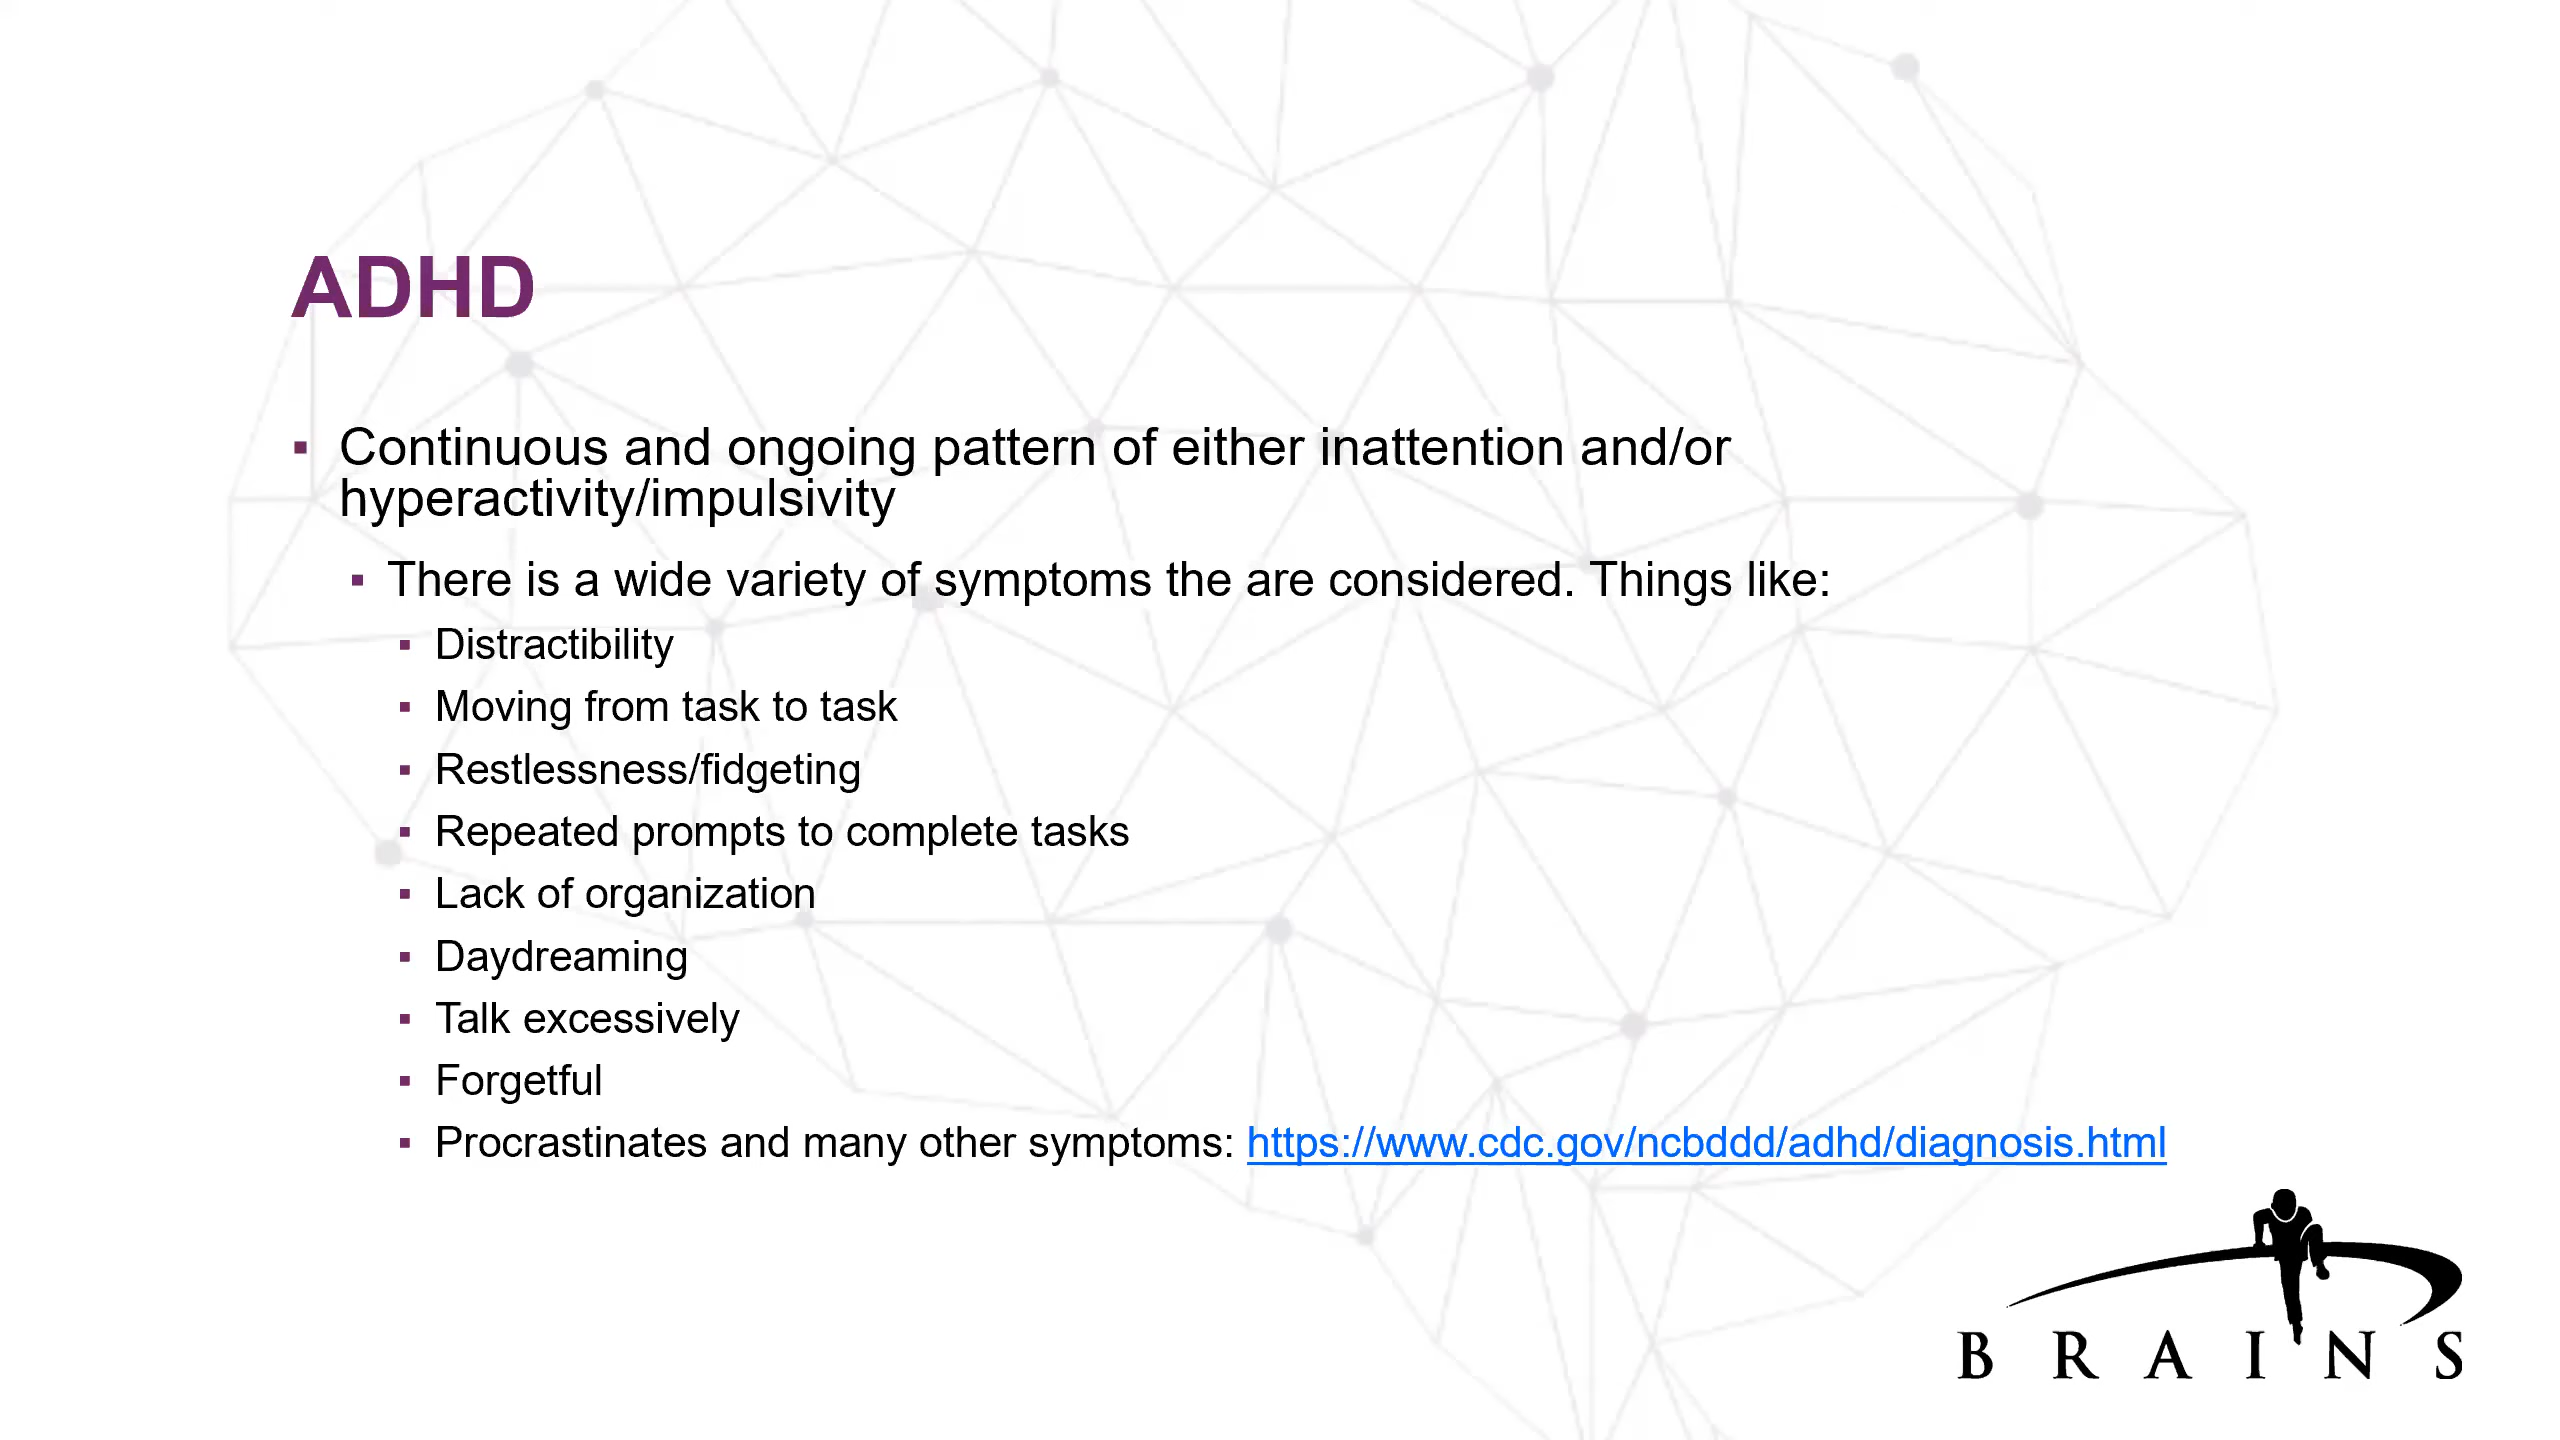 ADHD
▪ Continuous and ongoing pattern of either inattention and/or
hyperactivity/impulsivity
▪ There is a wide variety of symptoms the are considered. Things like:
▪ Distractibility
▪ Moving from task to task
▪ Restlessness/fidgeting
▪ Repeated prompts to complete tasks
▪ Lack of organization
▪ Daydreaming
▪ Talk excessively
▪ Forgetful
▪ Procrastinates and many other symptoms: https://www.cdc.gov/ncbddd/adhd/diagnosis.html
BRAINS